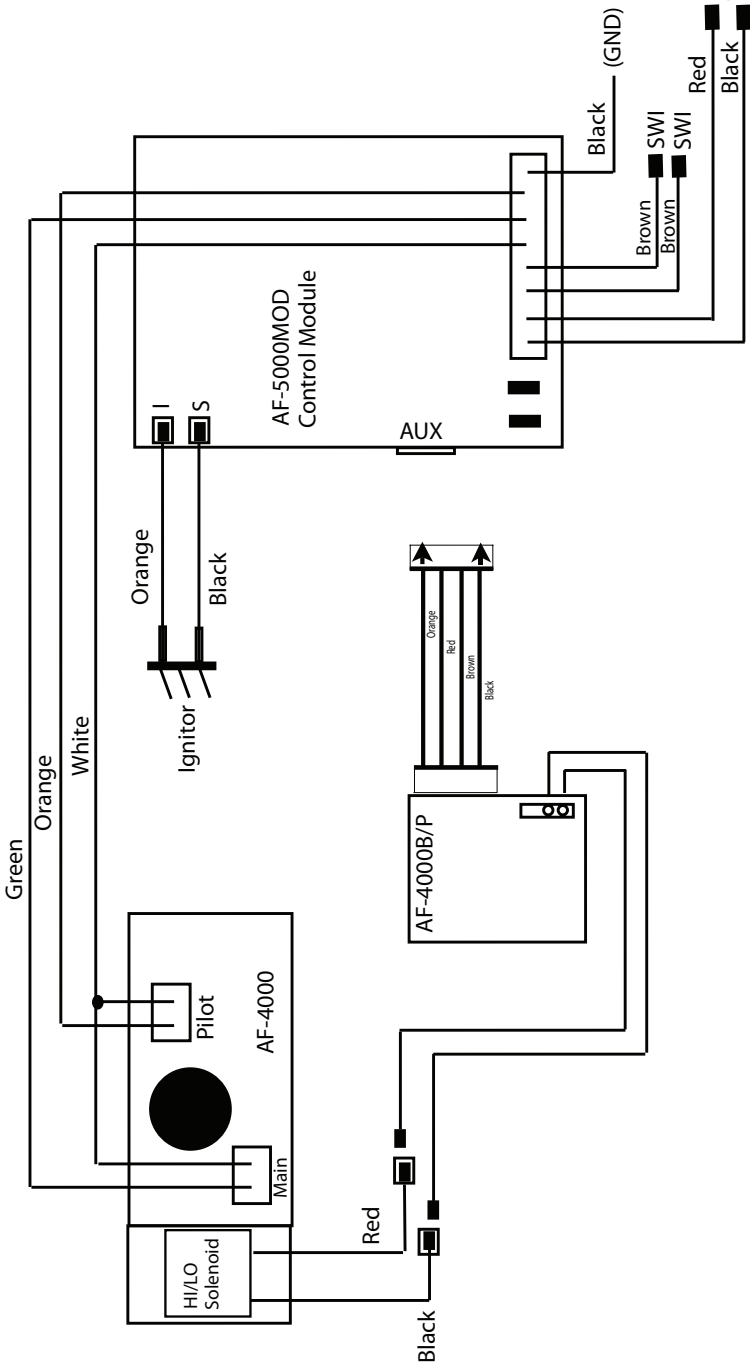 Green
Orange
White
Orange
Black
Ignitor
I
S
AF-5000MOD
Control Module
AUX
Black
(GND)
Brown
Brown
SWI
SWI
Red
Black
Pilot
AF-4000
Main
HI/LO
Solenoid
Red
Black
AF-4000B/P
Orange
Red
Brown
Black